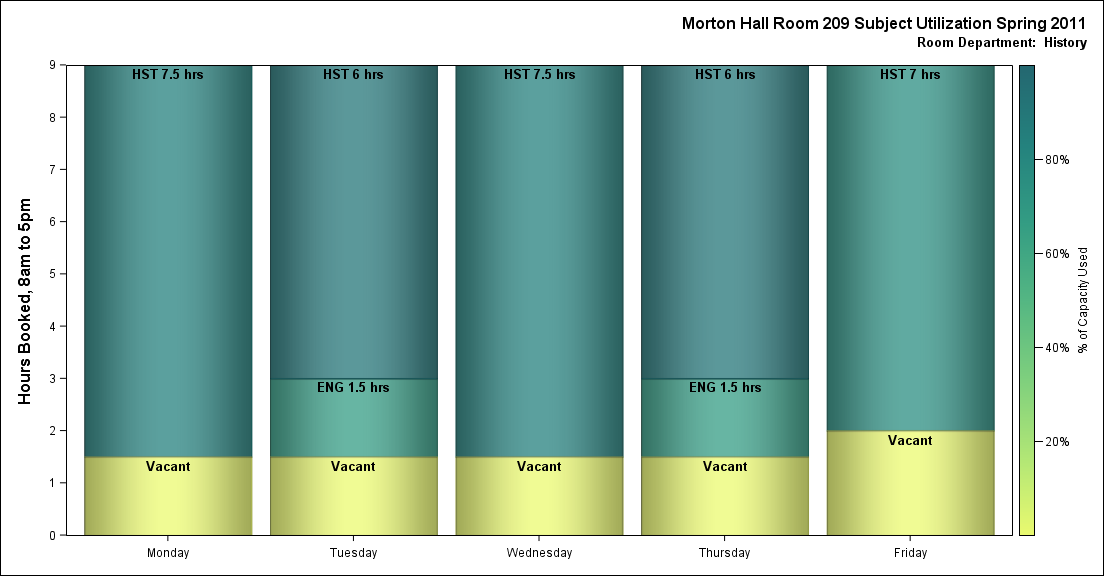 Morton Hall Room 209 Subject Utilization Spring 2011
Room Department: History
Hours Booked, 8am to 5pm
9
8
7
6
5
4
3
2
1
0
HST 7.5 hrs
HST 6 hrs
HST 7.5 hrs
HST 6 hrs
HST 7 hrs
ENG 1.5 hrs
ENG 1.5 hrs
Vacant
Vacant
Vacant
Vacant
Vacant
Monday
Tuesday
Wednesday
Thursday
Friday
80%
60%
40%
20%
% of Capacity Used